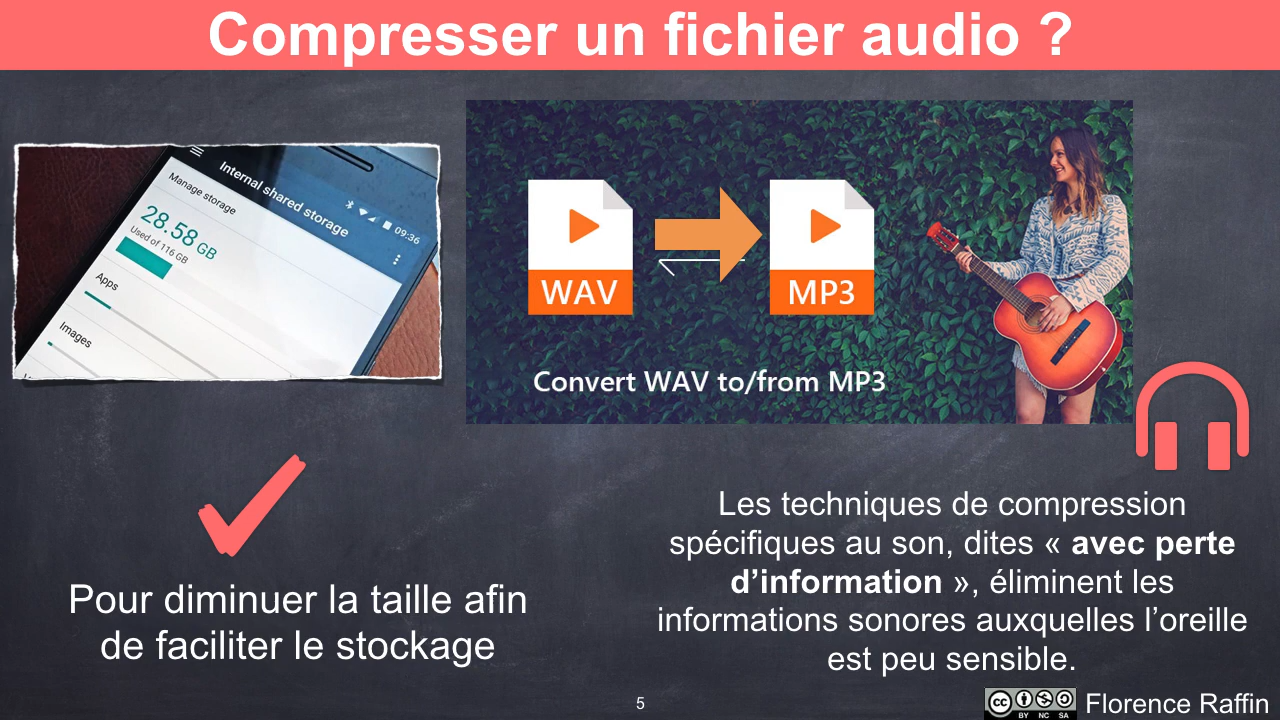 Compresser un fichier audio ?
Internal shared storage
09:36
Manage storage
28.58 GB
Used of 116 GB
Apps
Images
WAV
MP3
Convert WAV to/from MP3
Pour diminuer la taille afin
de faciliter le stockage
Les techniques de compression
spécifiques au son, dites « avec perte
d’information », éliminent les
informations sonores auxquelles l’oreille
est peu sensible.
5
cc
BY NC SA
Florence Raffin